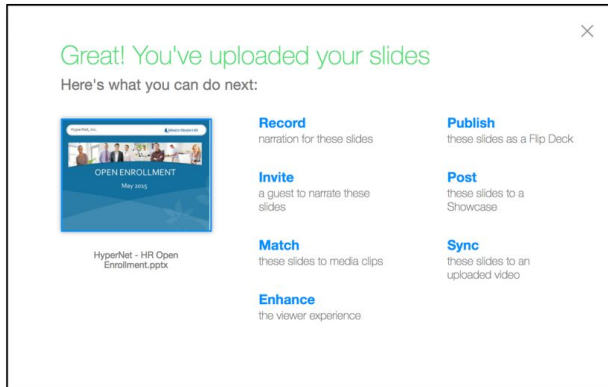 Great! You've uploaded your slides
Here's what you can do next:
HyperNet, Inc.
OPEN ENROLLMENT
May 2015
HyperNet - HR Open
Enrollment.pptx
Record
narration for these slides
Invite
a guest to narrate these
slides
Match
these slides to media clips
Enhance
the viewer experience
Publish
these slides as a Flip Deck
Post
these slides to a
Showcase
Sync
these slides to an
uploaded video